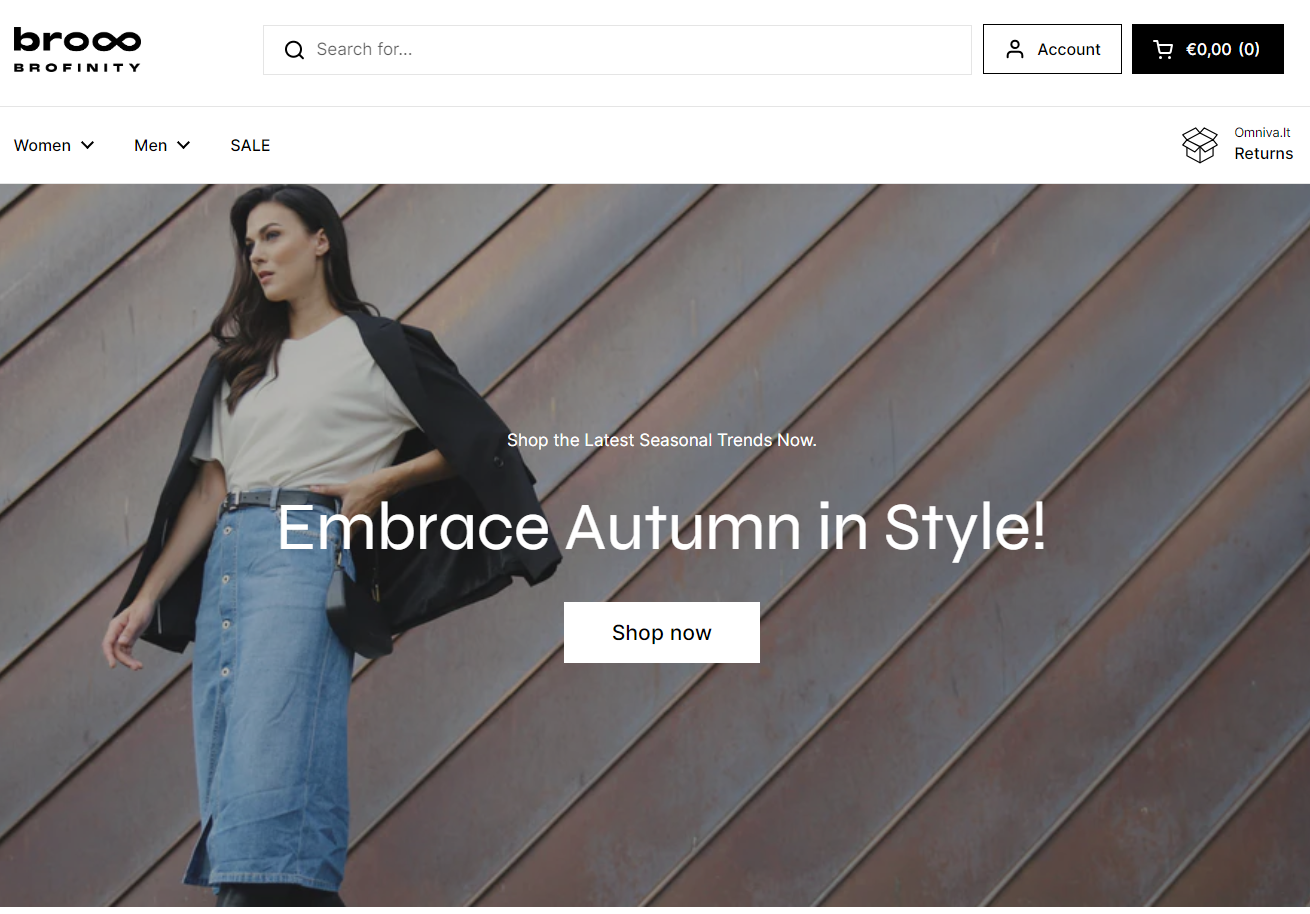 brooo
BROFINITY
Search for...
Account
€0,00 (0)
Women
Men
SALE
Omniva.lt
Returns
Shop the Latest Seasonal Trends Now.
Embrace Autumn in Style!
Shop now